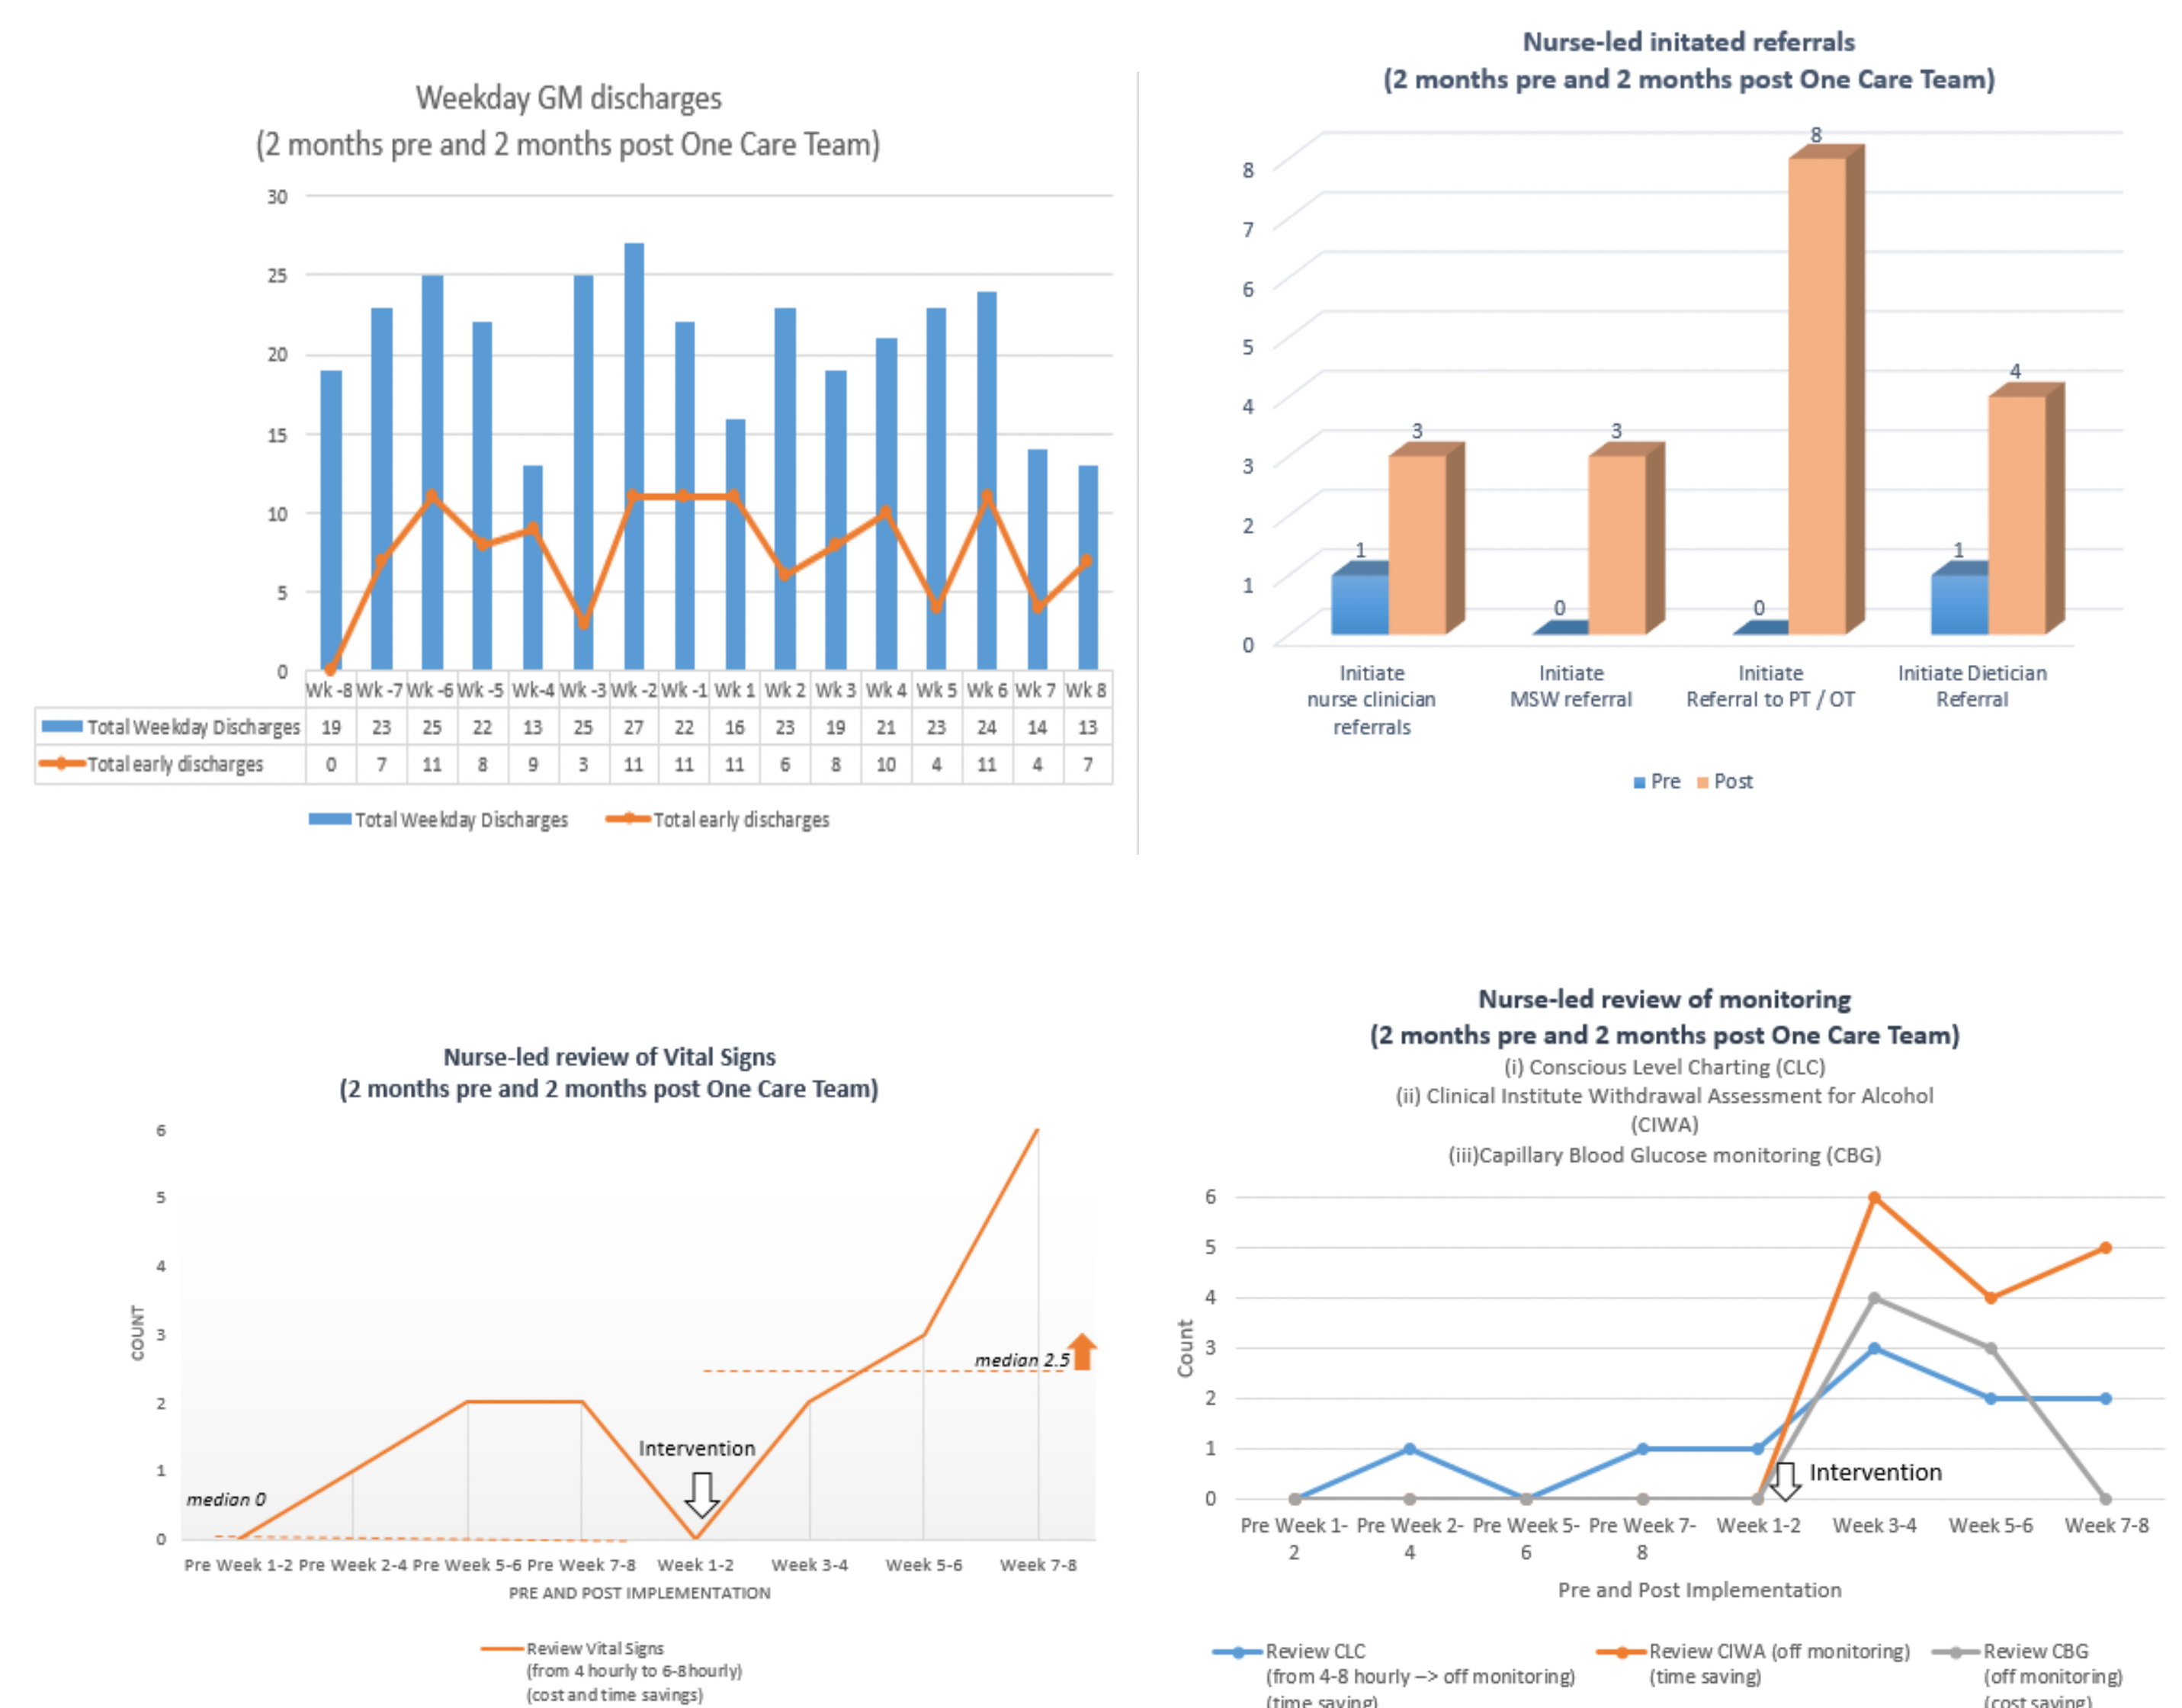 Weekday GM discharges
(2 months pre and 2 months post One Care Team)
30
25
20
15
10
5
0
Wk -8 Wk -7 Wk -6 Wk -5 Wk-4 Wk -3 Wk -2 Wk -1 Wk 1 Wk 2 Wk 3 Wk 4 Wk 5 Wk 6 Wk 7 Wk 8
Total Weekday Discharges 19 23 25 22 13 25 27 22 16 23 19 21 23 24 14 13
Total early discharges 0 7 11 8 9 3 11 11 11 6 8 10 4 11 4 7
Total Weekday Discharges Total early discharges
Nurse-led initated referrals
(2 months pre and 2 months post One Care Team)
8
7
6
5
4
3
2
1
0
1 3 0 3 0 8 1 4
Initiate
nurse clinician
referrals
Initiate
MSW referral
Initiate
Referral to PT / OT
Initiate Dietician
Referral
Pre Post
Nurse-led review of Vital Signs
(2 months pre and 2 months post One Care Team)
6
5
4
3
2
1
0
COUNT
median 0
Intervention
median 2.5
Pre Week 1-2 Pre Week 2-4 Pre Week 5-6 Pre Week 7-8 Week 1-2 Week 3-4 Week 5-6 Week 7-8
PRE AND POST IMPLEMENTATION
Review Vital Signs
(from 4 hourly to 6-8hourly)
(cost and time savings)
Nurse-led review of monitoring
(2 months pre and 2 months post One Care Team)
(i) Conscious Level Charting (CLC)
(ii) Clinical Institute Withdrawal Assessment for Alcohol
(CIWA)
(iii)Capillary Blood Glucose monitoring (CBG)
6
5
4
3
2
1
0
Count
Intervention
Pre Week 1- Pre Week 2- Pre Week 5- Pre Week 7- Week 1-2 Week 3-4 Week 5-6 Week 7-8
2 4 6 8
Pre and Post Implementation
Review CLC
(from 4-8 hourly –> off monitoring)
(time saving)
Review CIWA (off monitoring)
(time saving)
Review CBG
(off monitoring)
(cost saving)